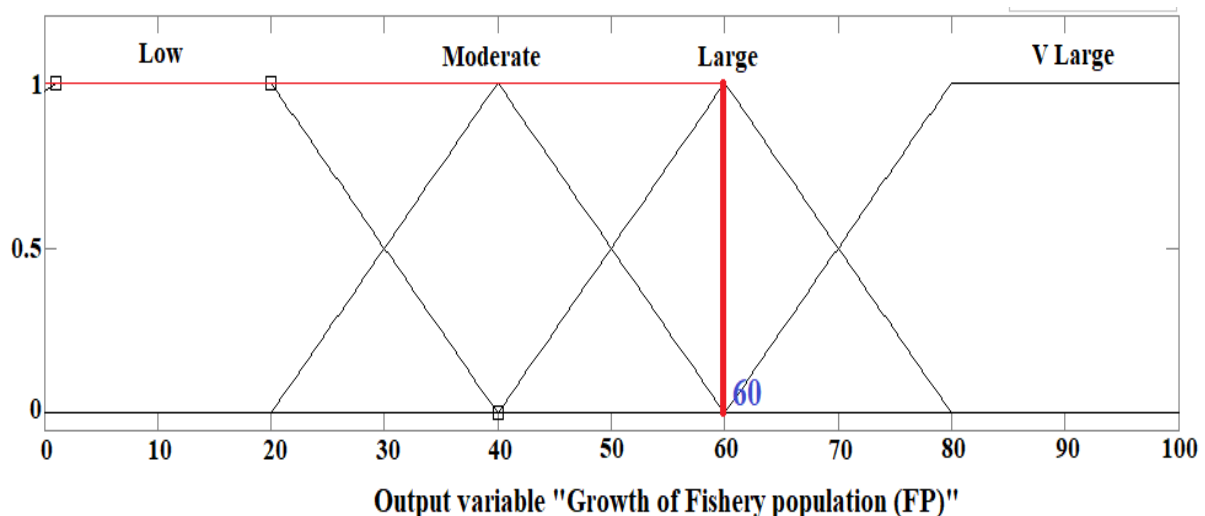 Low Moderate Large V Large
1
0.5
0
60
0 10 20 30 40 50 60 70 80 90 100
Output variable "Growth of Fishery population (FP)"